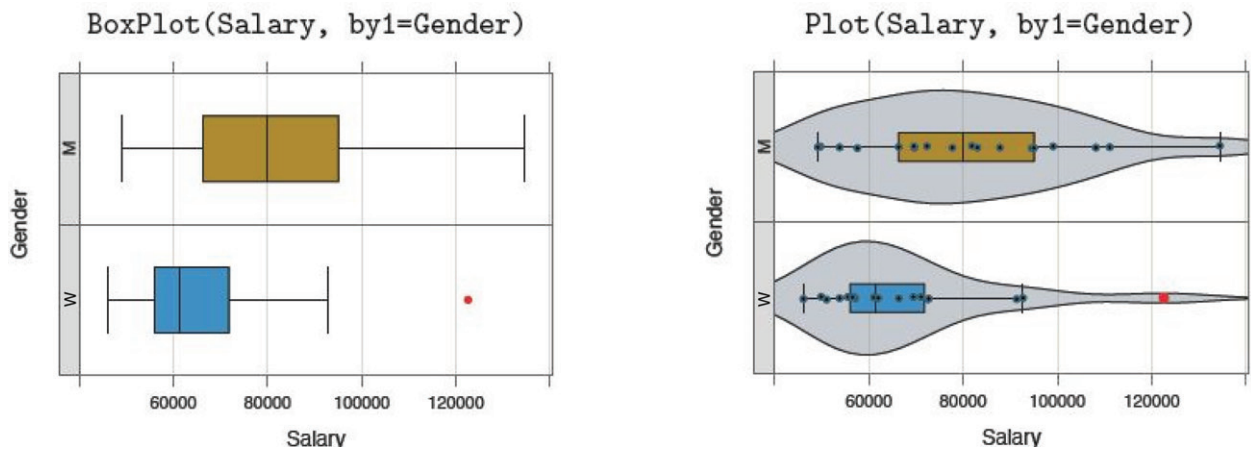 BoxPlot(Salary, by1=Gender)
Gender
M
W
60000 80000 100000 120000
Salary
Plot(Salary, by1=Gender)
Gender
M
W
60000 80000 100000 120000
Salary